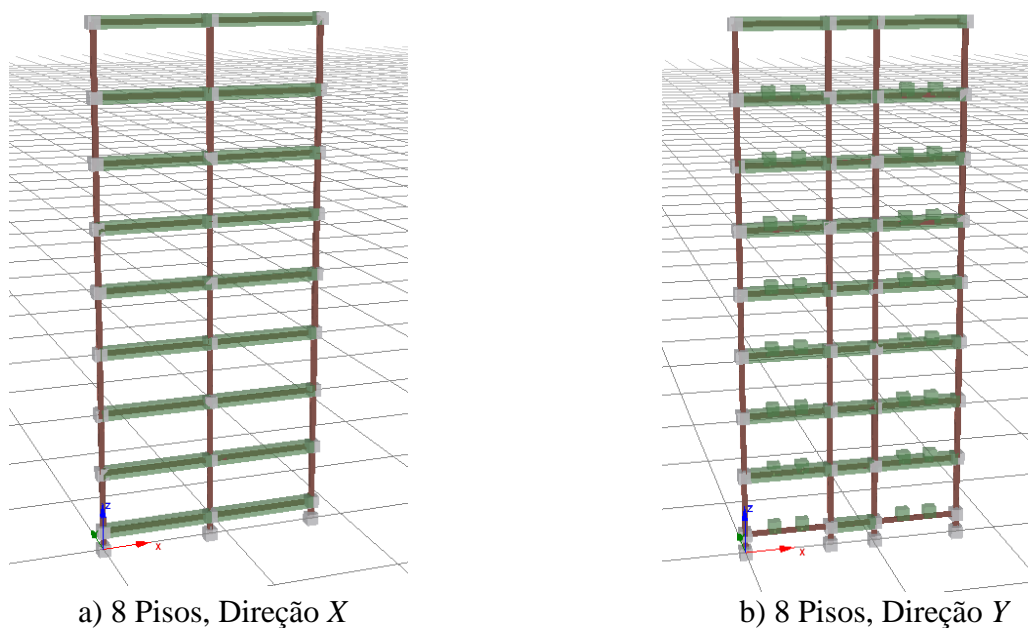 z
x
z
x
a) 8 Pisos, Direção X
b) 8 Pisos, Direção Y